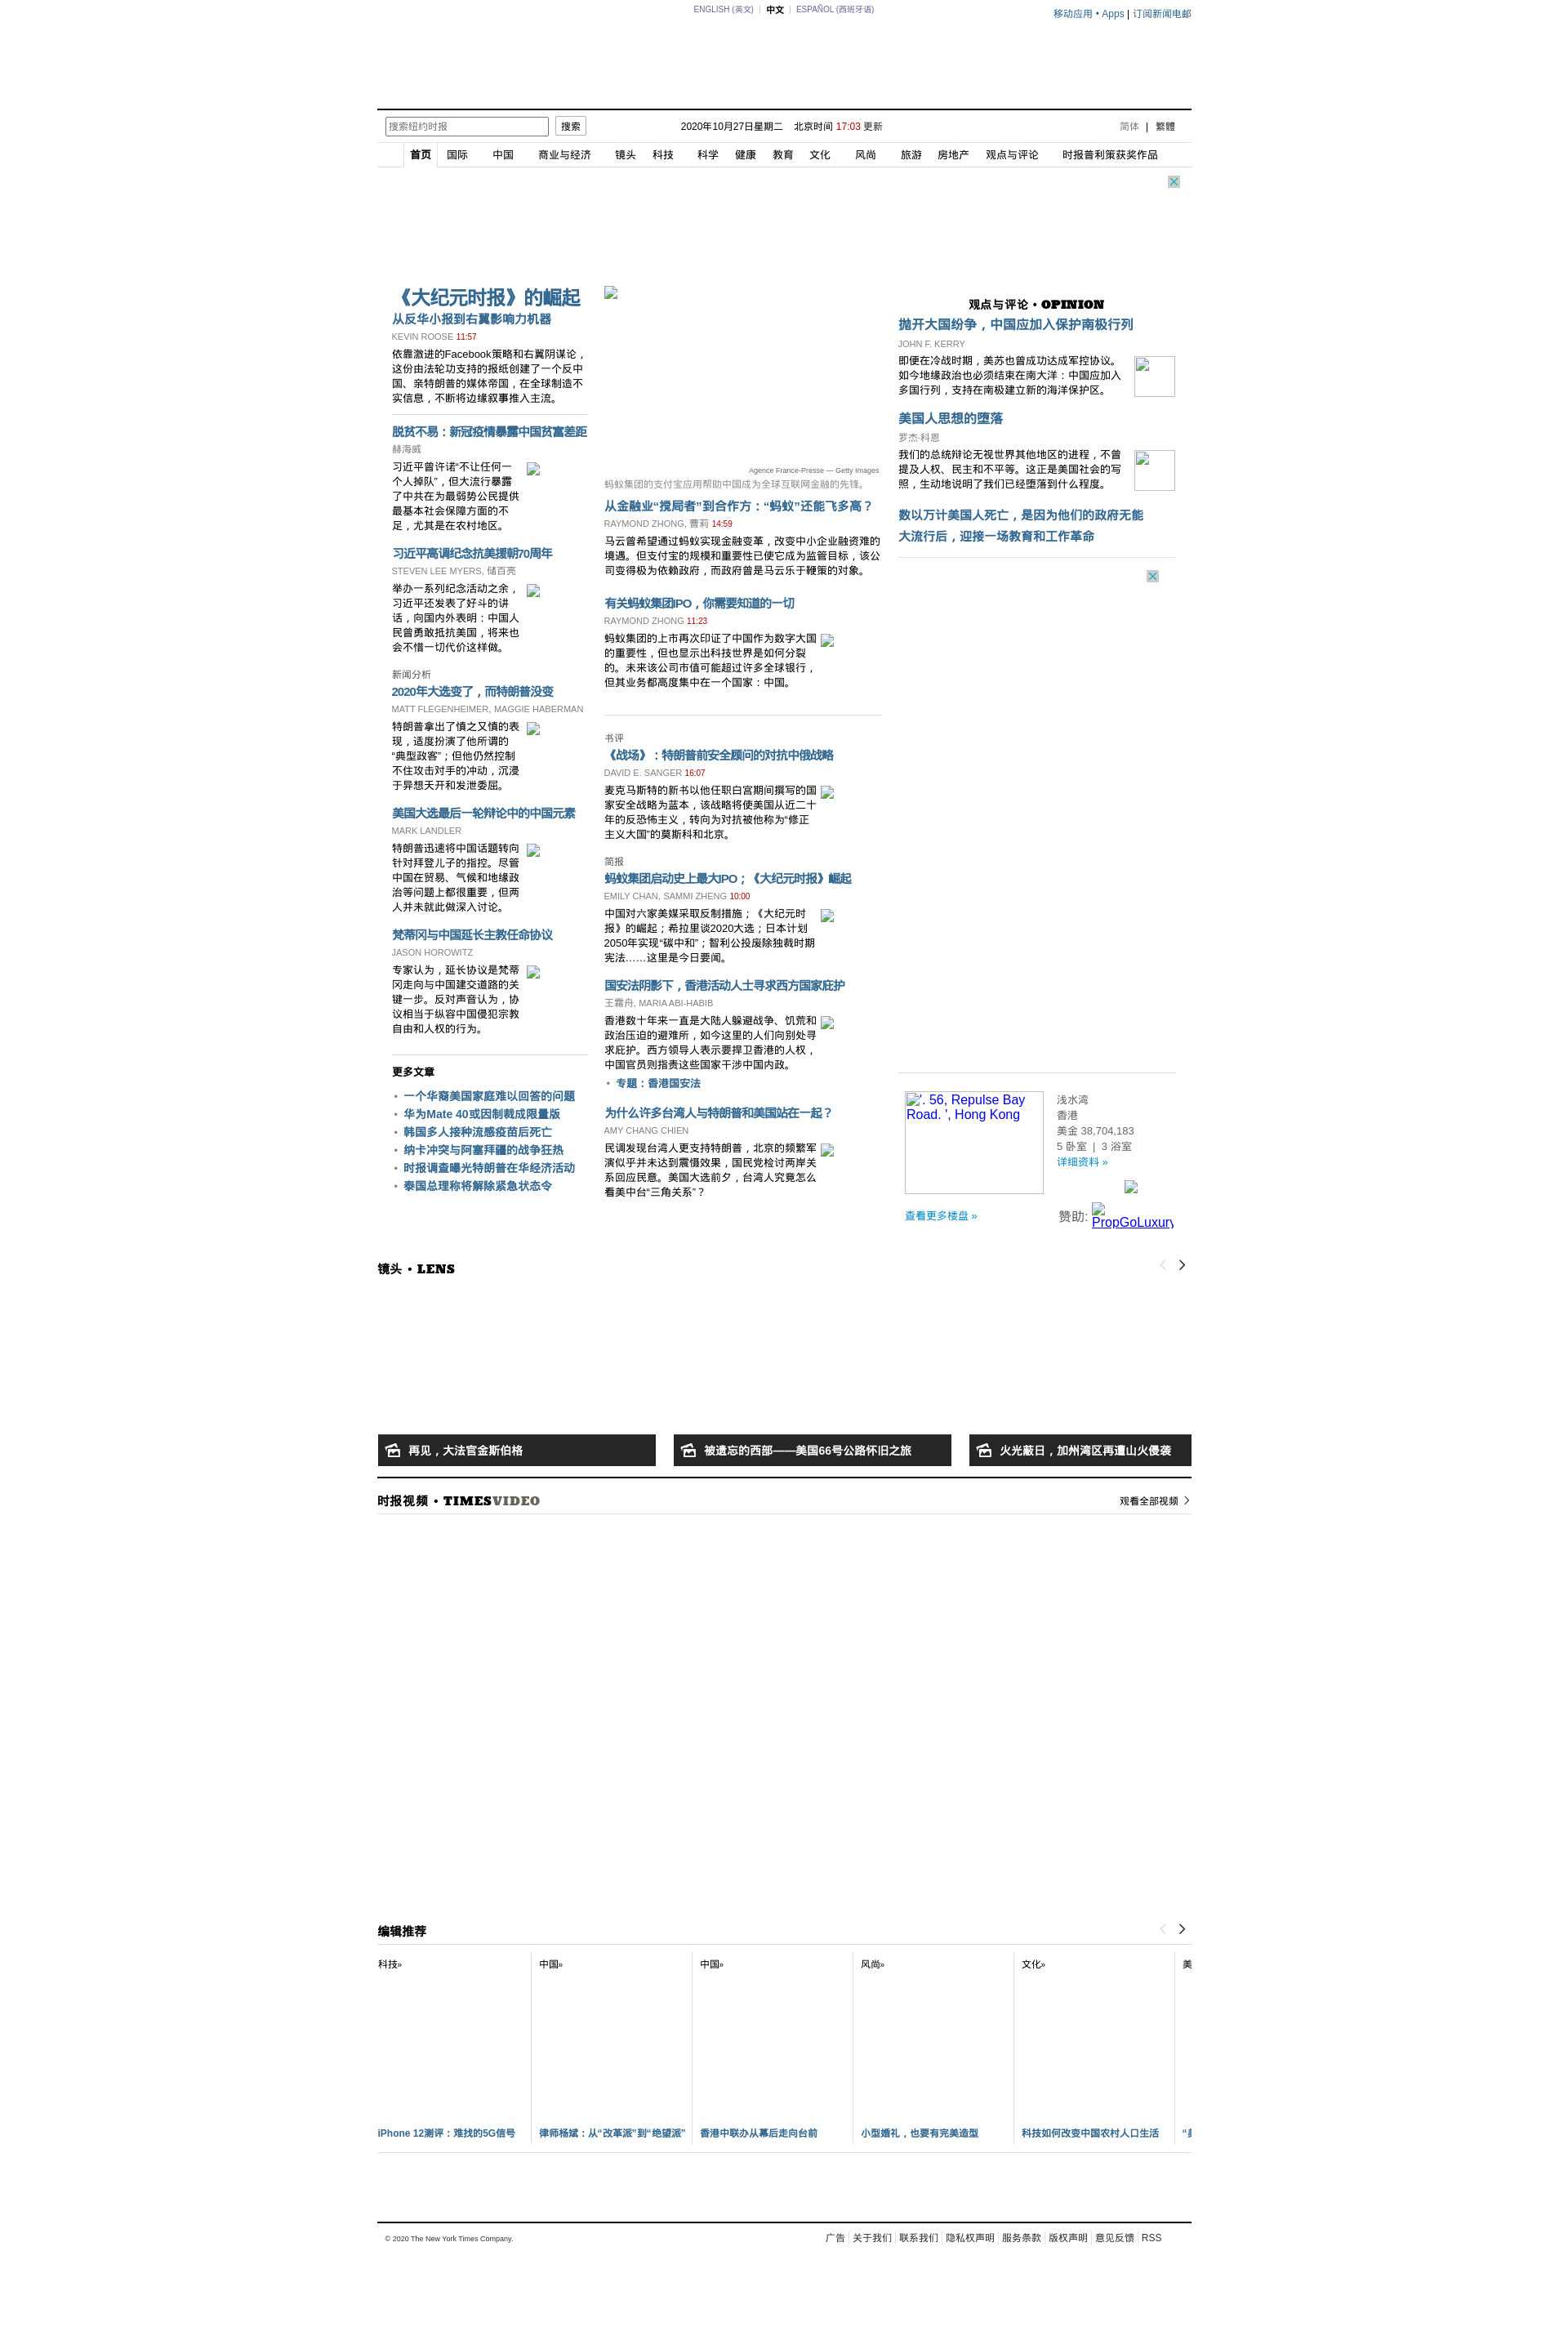 ENGLISH (英文) | 中文 | ESPAÑOL (西班牙语)
移动应用 • Apps | 订阅新闻电邮
搜索纽约时报 搜索 2020年10月27日星期二 北京时间 17:03 更新 简体 | 繁體
首页 国际 中国 商业与经济 镜头 科技 科学 健康 教育 文化 风尚 旅游 房地产 观点与评论 时报普利策获奖作品
《大纪元时报》的崛起
从反华小报到右翼影响力机器
KEVIN ROOSE 11:57
依靠激进的Facebook策略和右翼阴谋论，
这份由法轮功支持的报纸创建了一个反中
国、亲特朗普的媒体帝国，在全球制造不
实信息，不断将边缘叙事推入主流。
脱贫不易：新冠疫情暴露中国贫富差距
赫海威
习近平曾许诺“不让任何一
个人掉队”，但大流行暴露
了中共在为最弱势公民提供
最基本社会保障方面的不
足，尤其是在农村地区。
习近平高调纪念抗美援朝70周年
STEVEN LEE MYERS, 储百亮
举办一系列纪念活动之余，
习近平还发表了好斗的讲
话，向国内外表明：中国人
民曾勇敢抵抗美国，将来也
会不惜一切代价这样做。
新闻分析
2020年大选变了，而特朗普没变
MATT FLEGENHEIMER, MAGGIE HABERMAN
特朗普拿出了慎之又慎的表
现，适度扮演了他所谓的
“典型政客”；但他仍然控制
不住攻击对手的冲动，沉浸
于异想天开和发泄委屈。
美国大选最后一轮辩论中的中国元素
MARK LANDLER
特朗普迅速将中国话题转向
针对拜登儿子的指控。尽管
中国在贸易、气候和地缘政
治等问题上都很重要，但两
人并未就此做深入讨论。
梵蒂冈与中国延长主教任命协议
JASON HOROWITZ
专家认为，延长协议是梵蒂
冈走向与中国建交道路的关
键一步。反对声音认为，协
议相当于纵容中国侵犯宗教
自由和人权的行为。
更多文章
• 一个华裔美国家庭难以回答的问题
• 华为Mate 40或因制裁成限量版
• 韩国多人接种流感疫苗后死亡
• 纳卡冲突与阿塞拜疆的战争狂热
• 时报调查曝光特朗普在华经济活动
• 泰国总理称将解除紧急状态令
Agence France-Presse — Getty Images
蚂蚁集团的支付宝应用帮助中国成为全球互联网金融的先锋。
从金融业“搅局者”到合作方：“蚂蚁”还能飞多高？
RAYMOND ZHONG, 曹莉 14:59
马云曾希望通过蚂蚁实现金融变革，改变中小企业融资难的
境遇。但支付宝的规模和重要性已使它成为监管目标，该公
司变得极为依赖政府，而政府曾是马云乐于鞭策的对象。
有关蚂蚁集团IPO，你需要知道的一切
RAYMOND ZHONG 11:23
蚂蚁集团的上市再次印证了中国作为数字大国
的重要性，但也显示出科技世界是如何分裂
的。未来该公司市值可能超过许多全球银行，
但其业务都高度集中在一个国家：中国。
书评
《战场》：特朗普前安全顾问的对抗中俄战略
DAVID E. SANGER 16:07
麦克马斯特的新书以他任职白宫期间撰写的国
家安全战略为蓝本，该战略将使美国从近二十
年的反恐怖主义，转向为对抗被他称为“修正
主义大国”的莫斯科和北京。
简报
蚂蚁集团启动史上最大IPO；《大纪元时报》崛起
EMILY CHAN, SAMMI ZHENG 10:00
中国对六家美媒采取反制措施；《大纪元时
报》的崛起；希拉里谈2020大选；日本计划
2050年实现“碳中和”；智利公投废除独裁时期
宪法……这里是今日要闻。
国安法阴影下，香港活动人士寻求西方国家庇护
王霜舟, MARIA ABI-HABIB
香港数十年来一直是大陆人躲避战争、饥荒和
政治压迫的避难所，如今这里的人们向别处寻
求庇护。西方领导人表示要捍卫香港的人权，
中国官员则指责这些国家干涉中国内政。
• 专题：香港国安法
为什么许多台湾人与特朗普和美国站在一起？
AMY CHANG CHIEN
民调发现台湾人更支持特朗普，北京的频繁军
演似乎并未达到震慑效果，国民党检讨两岸关
系回应民意。美国大选前夕，台湾人究竟怎么
看美中台“三角关系”？
观点与评论 • OPINION
抛开大国纷争，中国应加入保护南极行列
JOHN F. KERRY
即便在冷战时期，美苏也曾成功达成军控协议。
如今地缘政治也必须结束在南大洋：中国应加入
多国行列，支持在南极建立新的海洋保护区。
美国人思想的堕落
罗杰·科恩
我们的总统辩论无视世界其他地区的进程，不曾
提及人权、民主和不平等。这正是美国社会的写
照，生动地说明了我们已经堕落到什么程度。
数以万计美国人死亡，是因为他们的政府无能
大流行后，迎接一场教育和工作革命
'. 56, Repulse Bay
Road. ', Hong Kong
浅水湾
香港
美金 38,704,183
5 卧室 | 3 浴室
详细资料 »
查看更多楼盘 »
赞助: PropGoLuxury
镜头 • LENS
再见，大法官金斯伯格
被遗忘的西部——美国66号公路怀旧之旅
火光蔽日，加州湾区再遭山火侵袭
时报视频 • TIMESVIDEO 观看全部视频
编辑推荐
科技» 中国» 中国» 风尚» 文化» 美
iPhone 12测评：难找的5G信号 律师杨斌：从“改革派”到“绝望派” 香港中联办从幕后走向台前 小型婚礼，也要有完美造型 科技如何改变中国农村人口生活
© 2020 The New York Times Company.
广告 关于我们 联系我们 隐私权声明 服务条款 版权声明 意见反馈 RSS